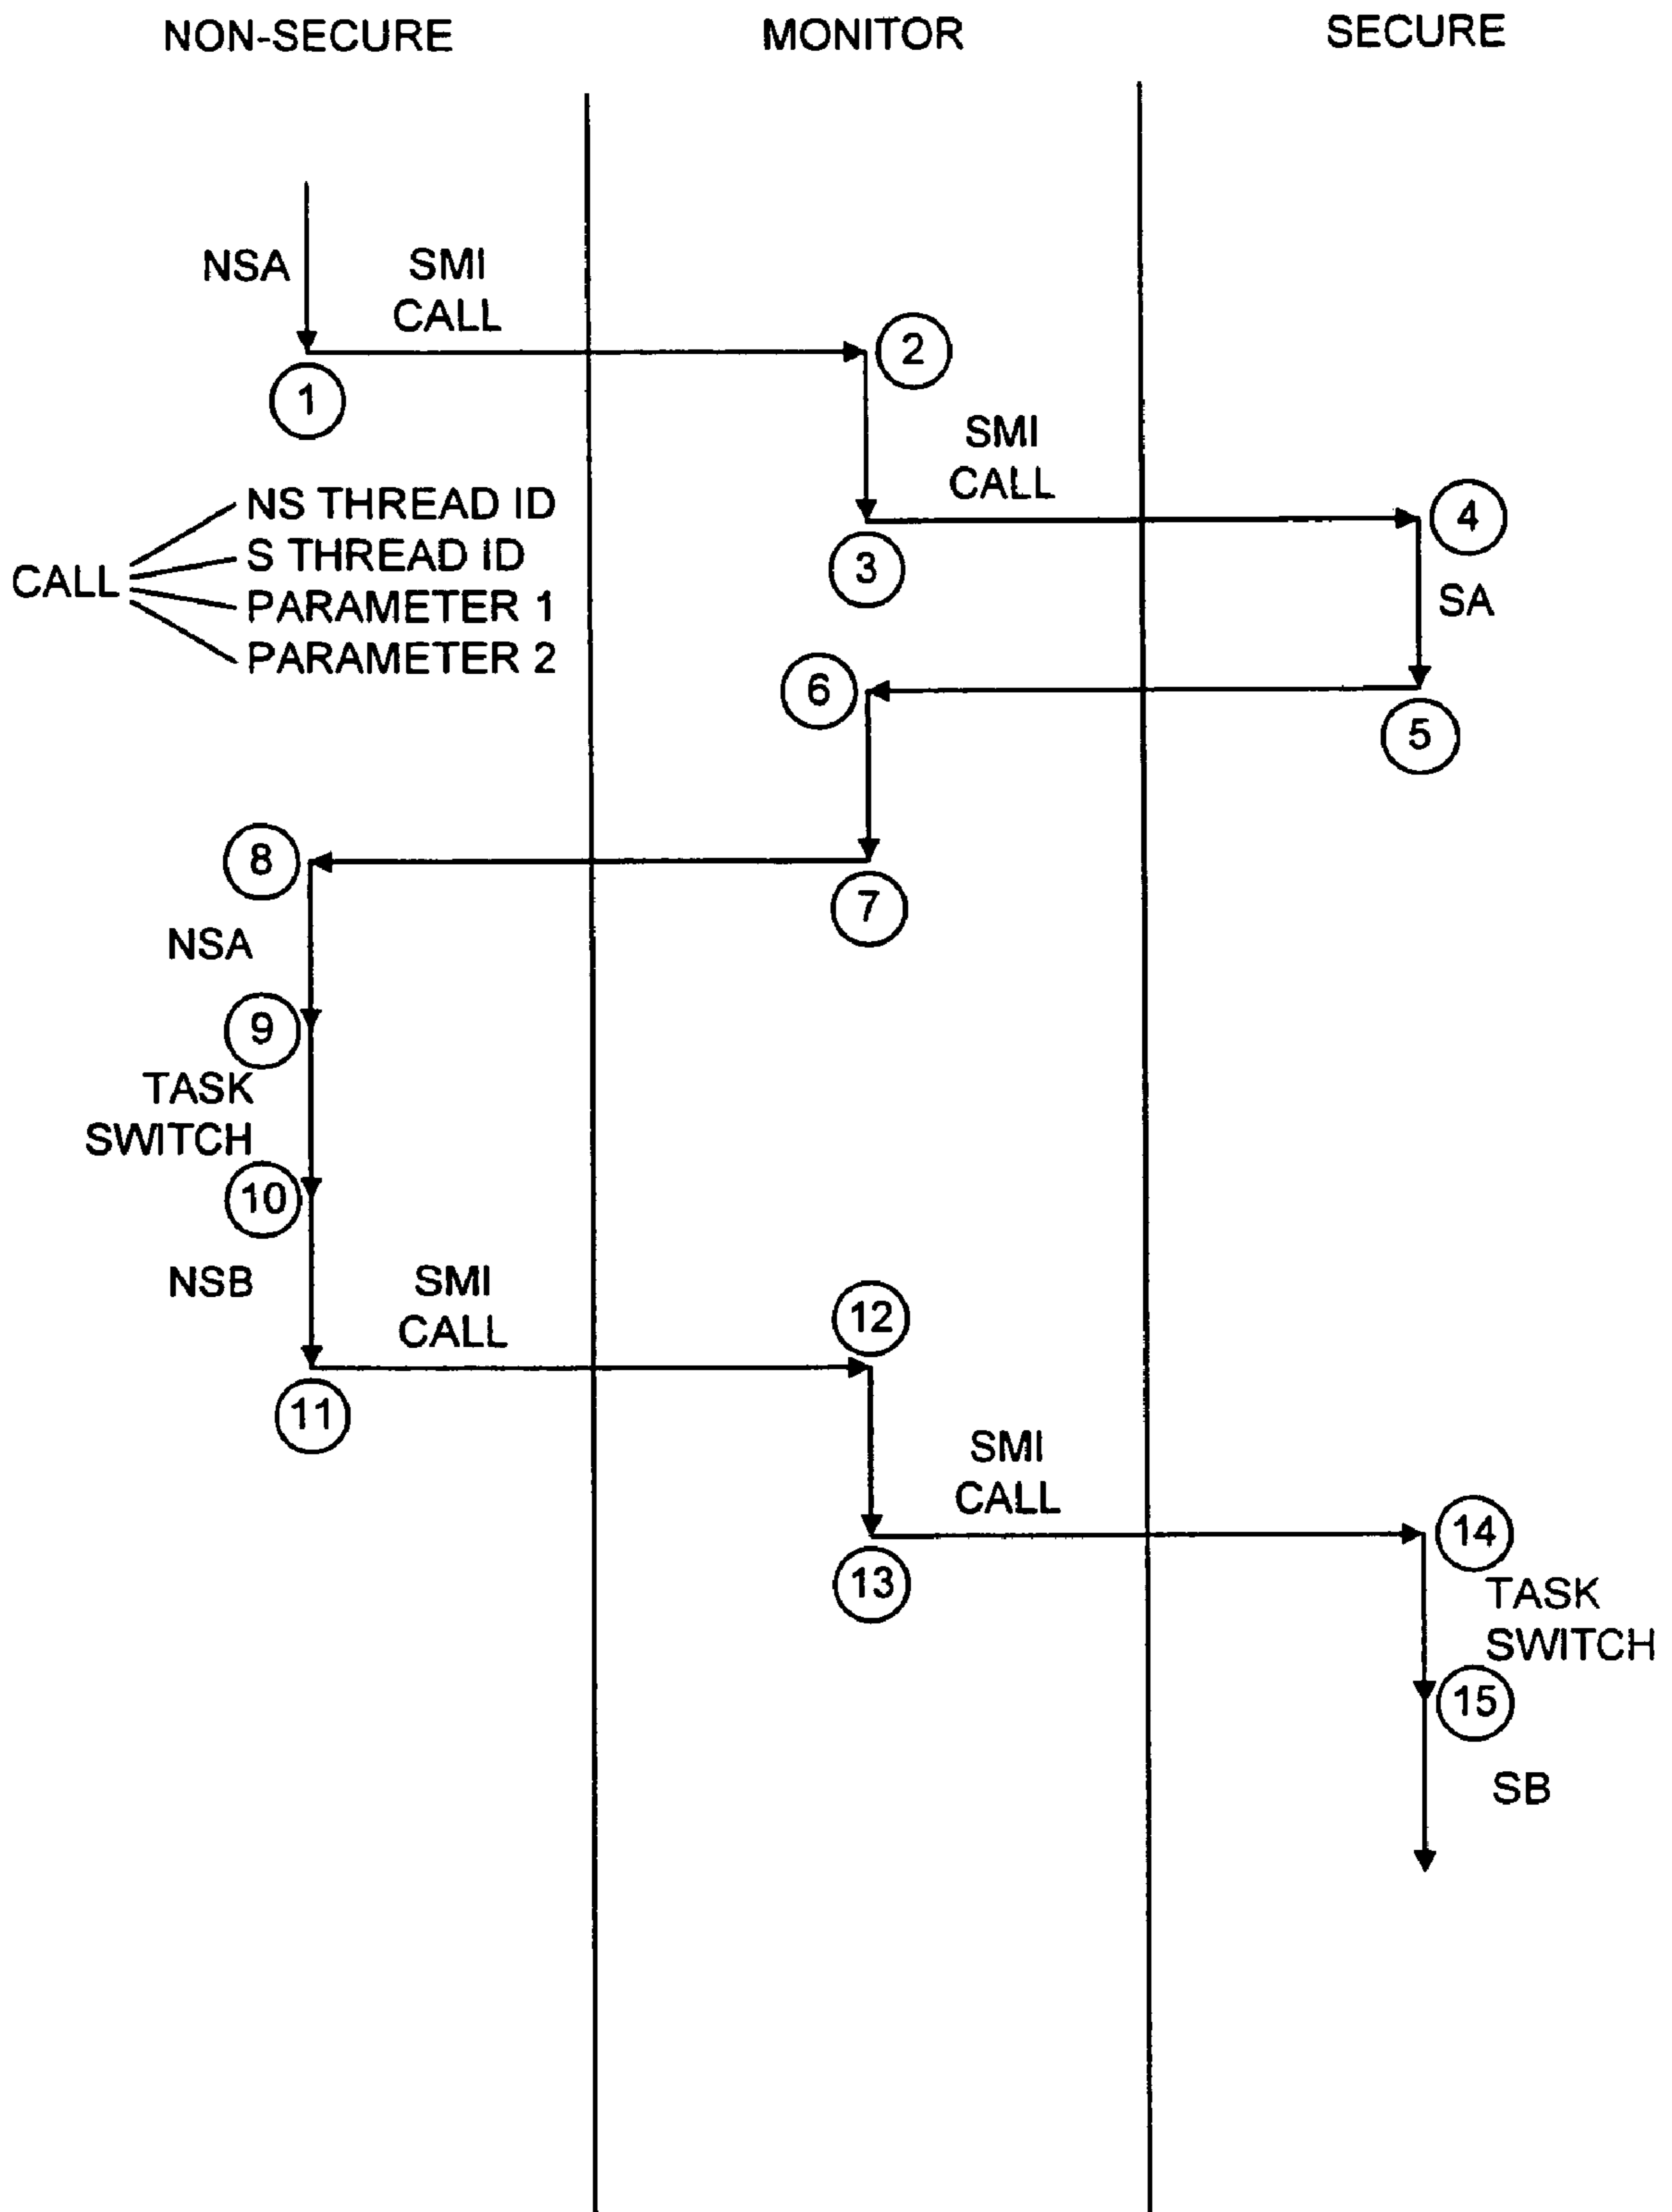 NON-SECURE
MONITOR
SECURE
NSA
SMI
CALL
2
1
SMI
CALL
4
3
CALL
NS THREAD ID
S THREAD ID
PARAMETER 1
PARAMETER 2
SA
6
5
8
7
NSA
9
TASK
SWITCH
10
NSB
SMI
CALL
12
11
SMI
CALL
14
13
TASK
SWITCH
15
SB